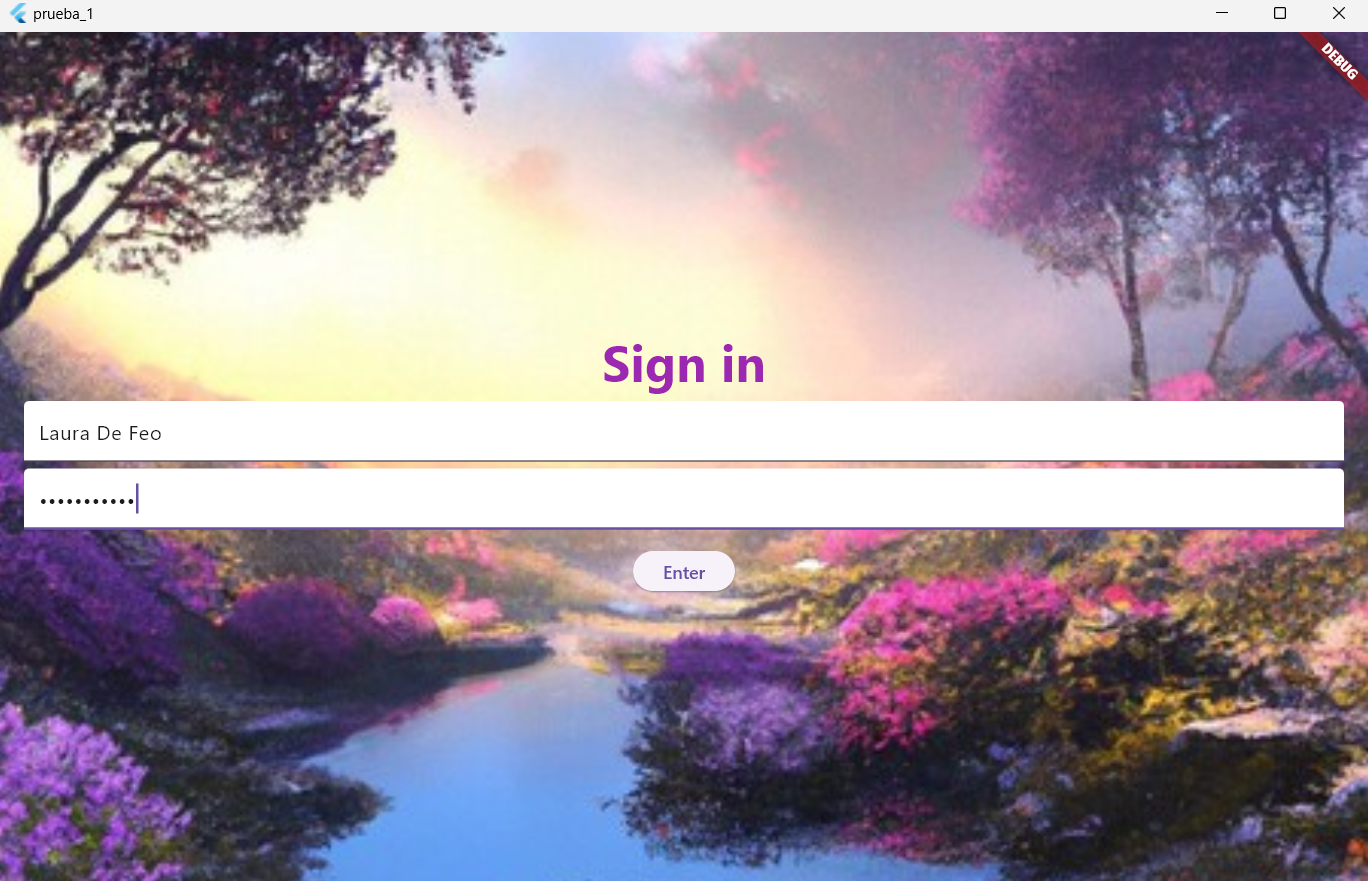 prueba_1
DEBUG
Sign in
Laura De Feo
•••••••••••
Enter